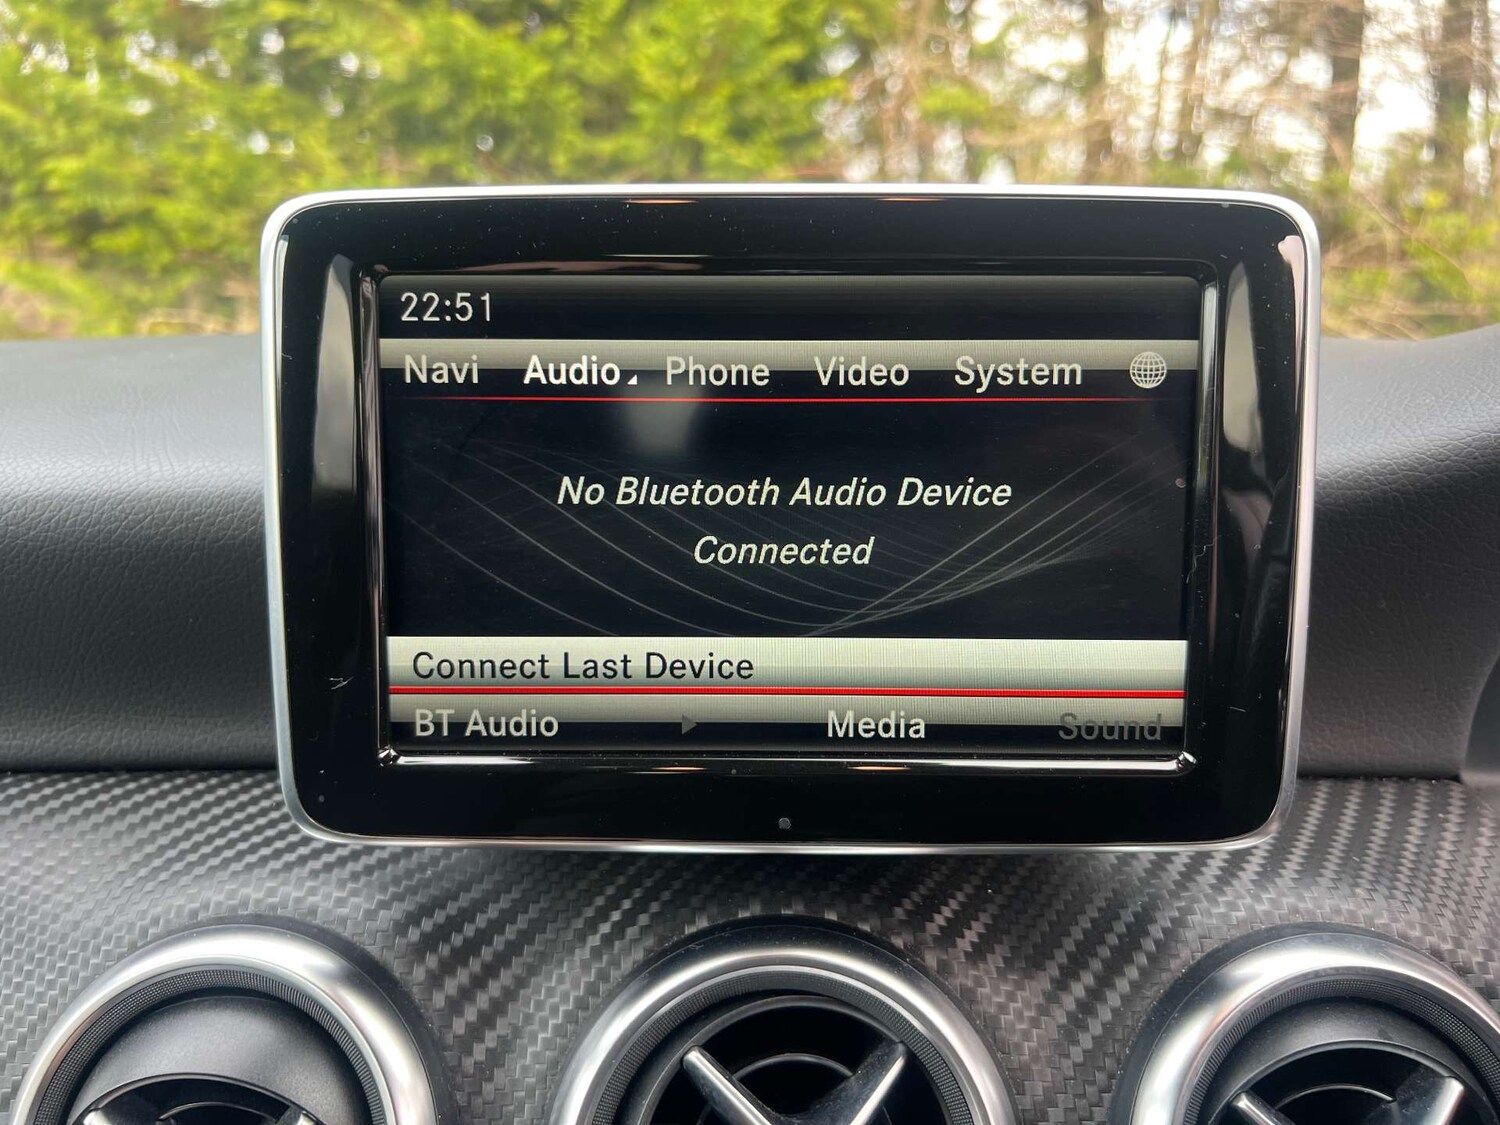 22:51
Navi Audio Phone Video System
No Bluetooth Audio Device
Connected
Connect Last Device
BT Audio Media Sound